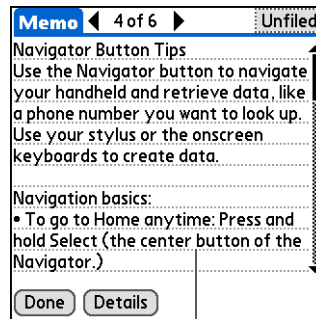 Memo 4 of 6 Unfiled
Navigator Button Tips
Use the Navigator button to navigate
your handheld and retrieve data, like
a phone number you want to look up.
Use your stylus or the onscreen
keyboards to create data.
Navigation basics:
• To go to Home anytime: Press and
hold Select (the center button of the
Navigator.)
Done Details